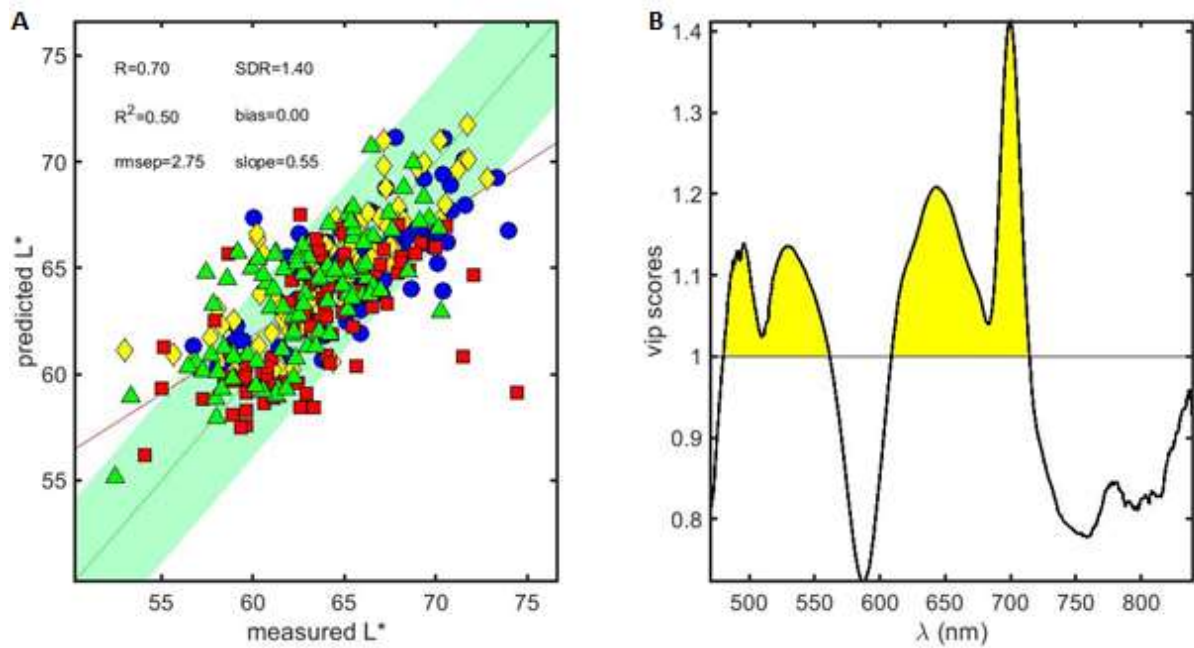 A
predicted L*
75
70
65
60
55
R=0.70 SDR=1.40
R²=0.50 bias=0.00
rmsep=2.75 slope=0.55
55 60 65 70 75
measured L*
B
vip scores
1.4
1.3
1.2
1.1
1
0.9
0.8
500 550 600 650 700 750 800
λ (nm)